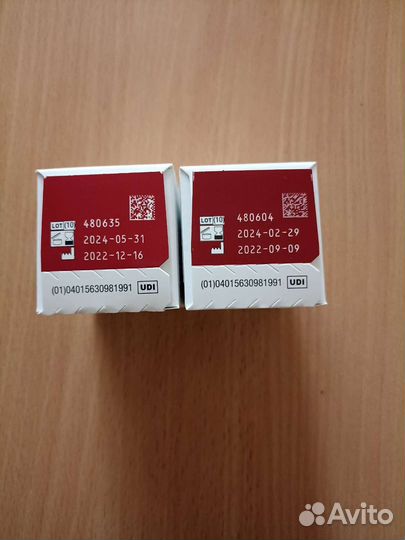 LOT (10) 480635
2024-05-31
2022-12-16
(01)04015630981991 UDI
LOT (10) 480604
2024-02-29
2022-09-09
(01)04015630981991 UDI
Avito